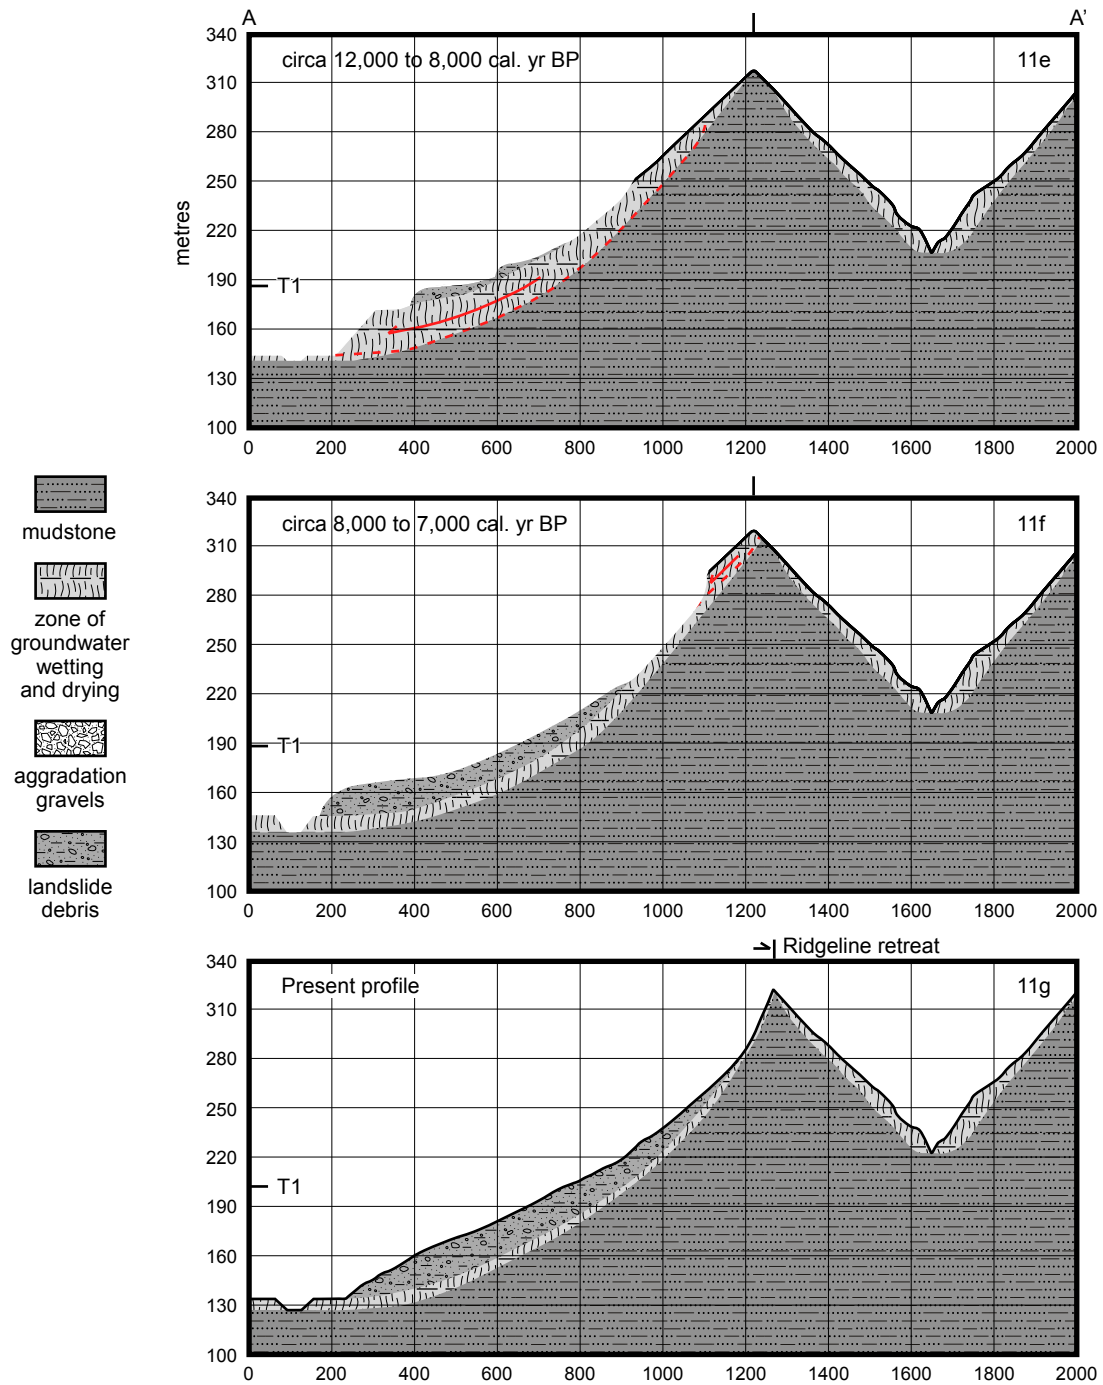 A A'
340
circa 12,000 to 8,000 cal. yr BP 11e
310
280
250
220
190 T1
160
130
100
metres
0 200 400 600 800 1000 1200 1400 1600 1800 2000
mudstone
zone of
groundwater
wetting
and drying
aggradation
gravels
landslide
debris
340
circa 8,000 to 7,000 cal. yr BP 11f
310
280
250
220
190 T1
160
130
100
0 200 400 600 800 1000 1200 1400 1600 1800 2000
Ridgeline retreat
340
Present profile 11g
310
280
250
220
T1
190
160
130
100
0 200 400 600 800 1000 1200 1400 1600 1800 2000